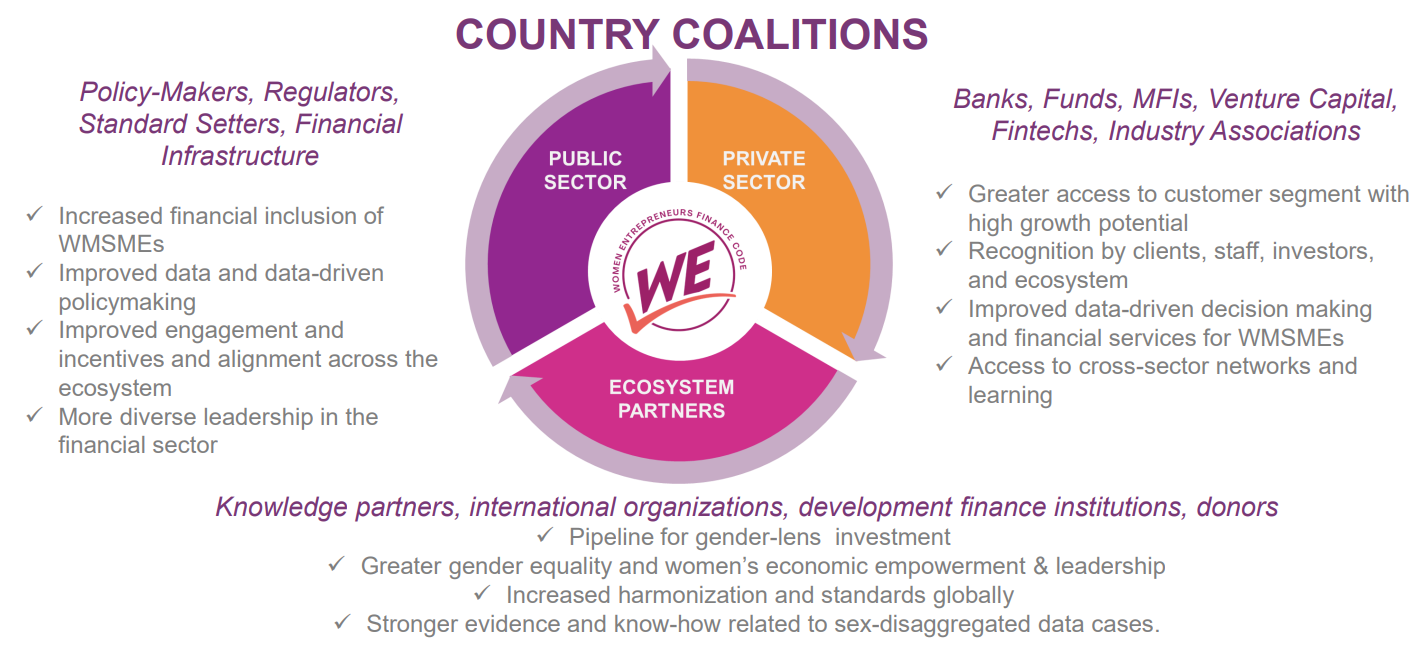 COUNTRY COALITIONS
Policy-Makers, Regulators,
Standard Setters, Financial
Infrastructure
✓ Increased financial inclusion of
WMSMEs
✓ Improved data and data-driven
policymaking
✓ Improved engagement and
incentives and alignment across the
ecosystem
✓ More diverse leadership in the
financial sector
PUBLIC
SECTOR
PRIVATE
SECTOR
WOMEN ENTREPRENEURS FINANCE CODE
WE
ECOSYSTEM
PARTNERS
Banks, Funds, MFIs, Venture Capital,
Fintechs, Industry Associations
✓ Greater access to customer segment with
high growth potential
✓ Recognition by clients, staff, investors,
and ecosystem
✓ Improved data-driven decision making
and financial services for WMSMEs
✓ Access to cross-sector networks and
learning
Knowledge partners, international organizations, development finance institutions, donors
✓ Pipeline for gender-lens investment
✓ Greater gender equality and women’s economic empowerment & leadership
✓ Increased harmonization and standards globally
✓ Stronger evidence and know-how related to sex-disaggregated data cases.